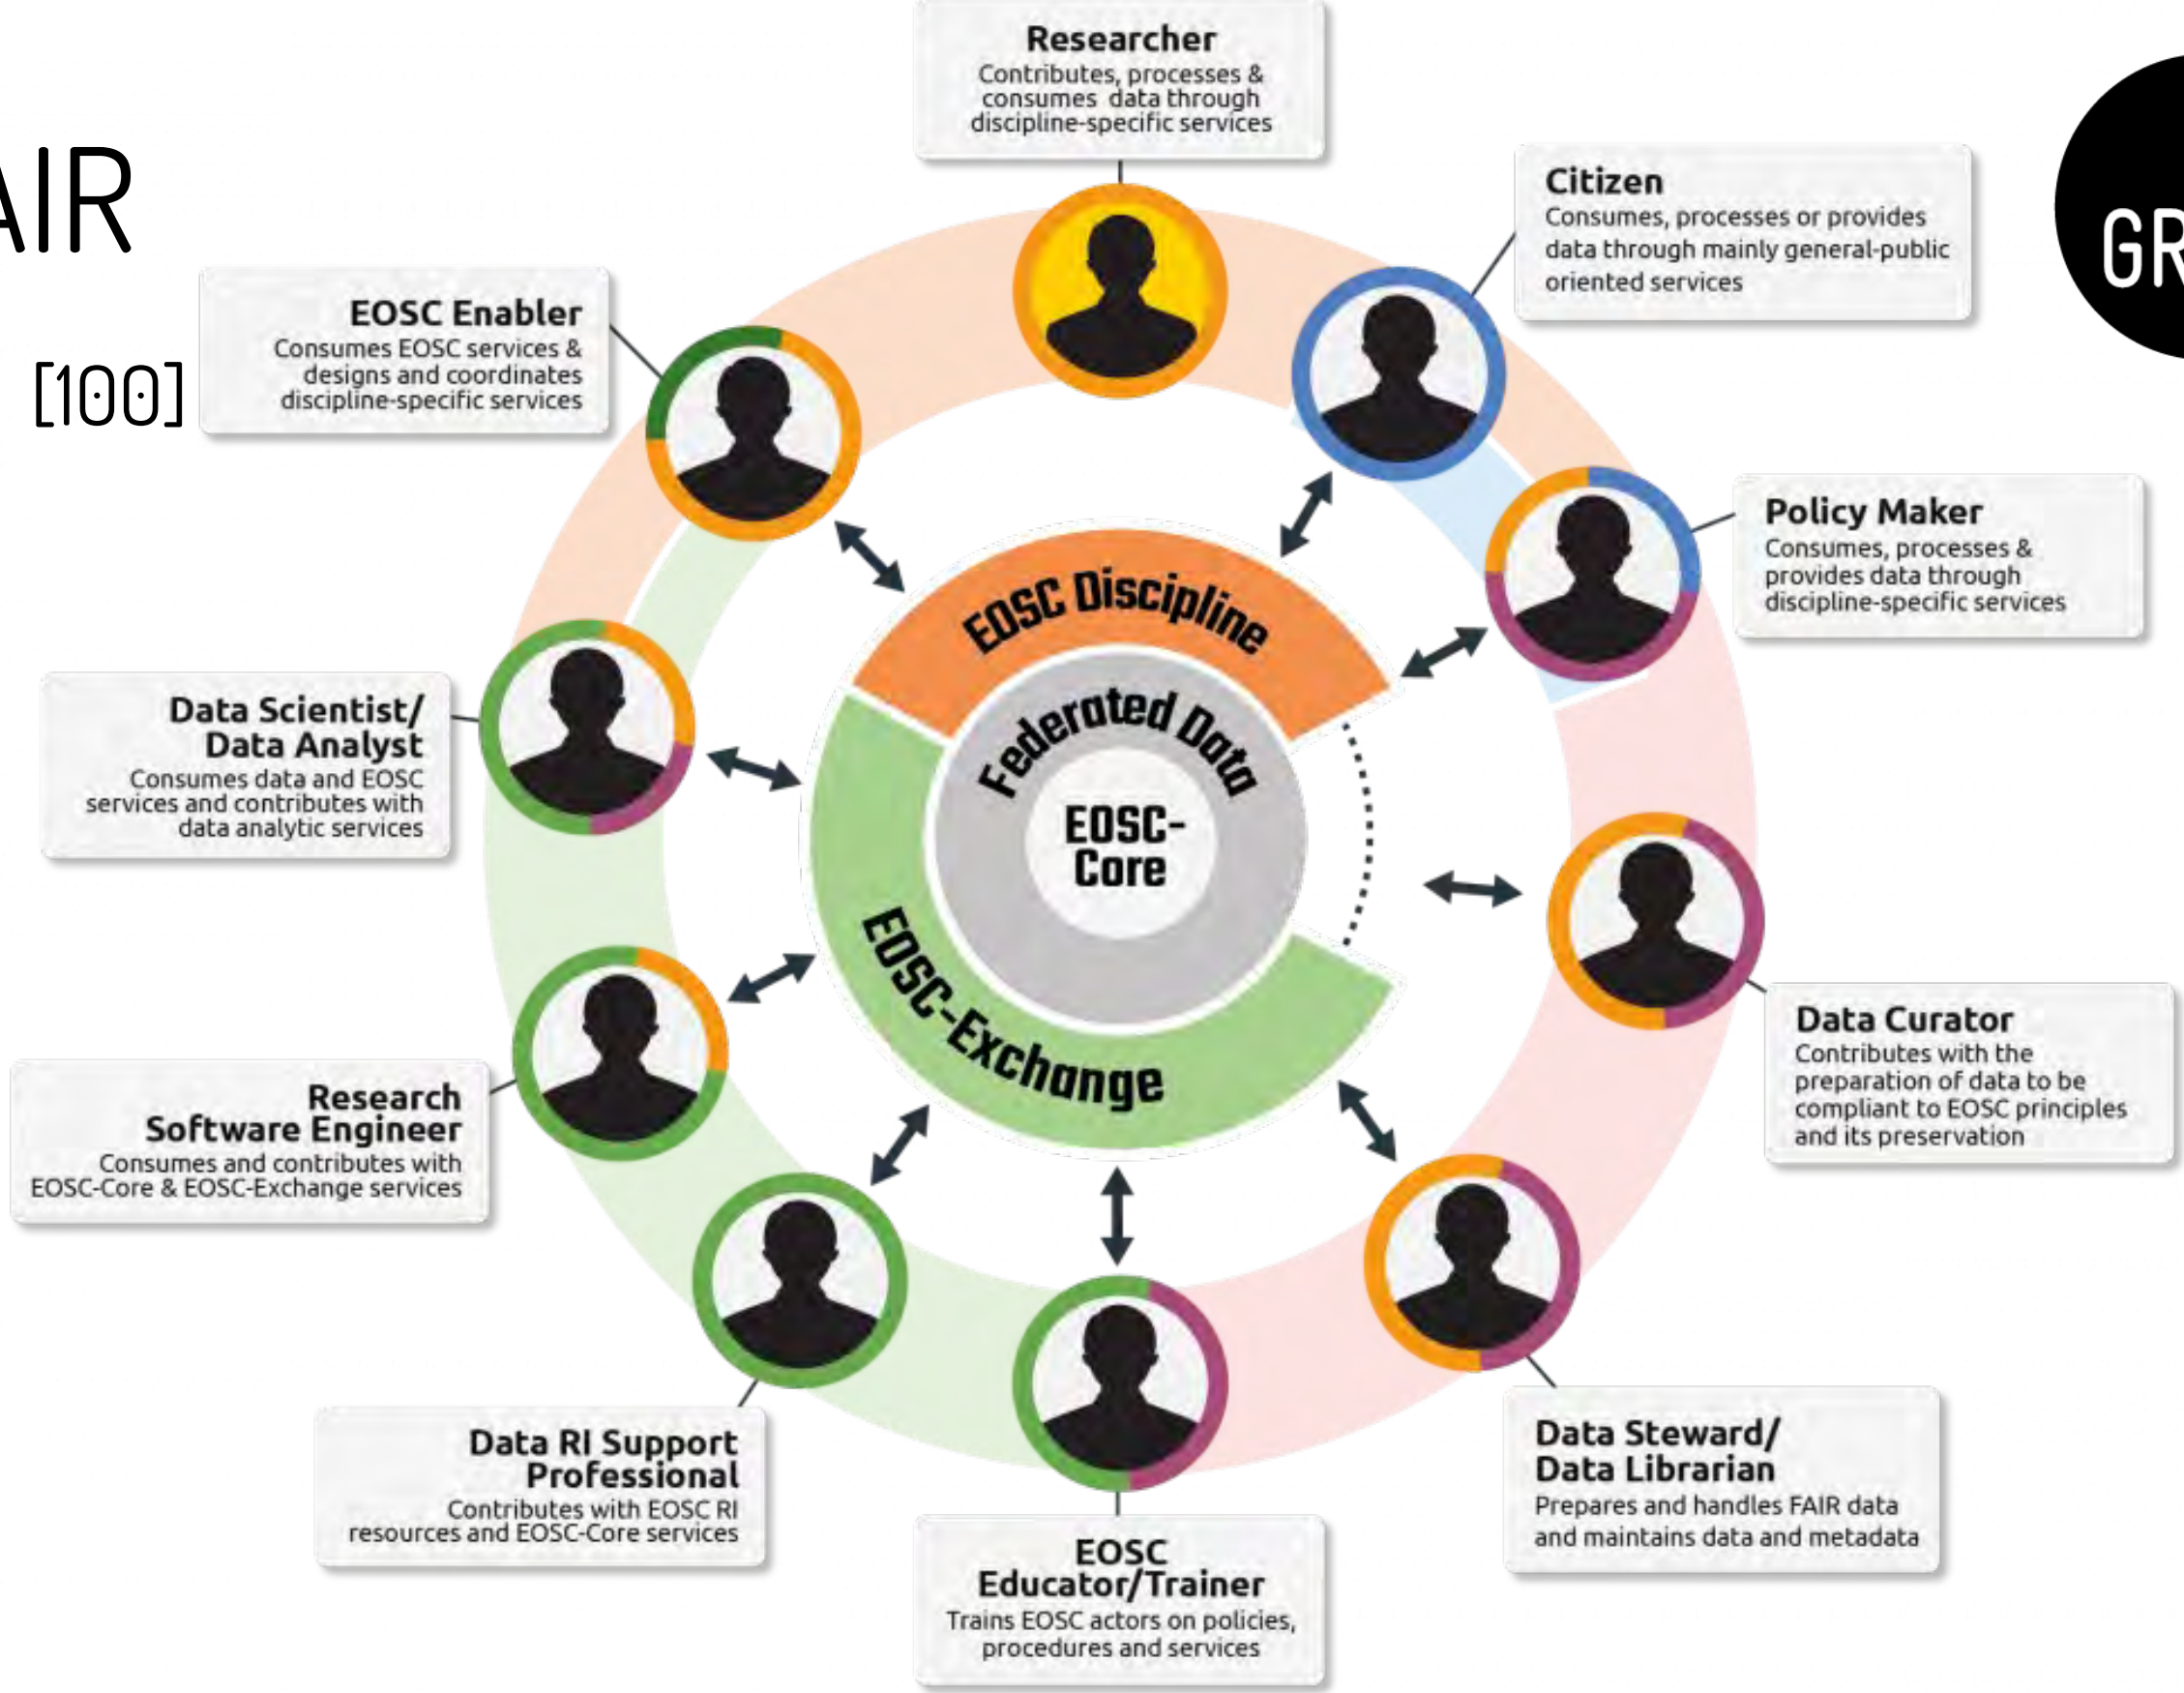 AIR
[100]
GR
Researcher
Contributes, processes &
consumes data through
discipline-specific services
Citizen
Consumes, processes or provides
data through mainly general-public
oriented services
Policy Maker
Consumes, processes &
provides data through
discipline-specific services
Data Curator
Contributes with the
preparation of data to be
compliant to EOSC principles
and its preservation
Data Steward/
Data Librarian
Prepares and handles FAIR data
and maintains data and metadata
EOSC
Educator/Trainer
Trains EOSC actors on policies,
procedures and services
Data RI Support
Professional
Contributes with EOSC RI
resources and EOSC-Core services
Research
Software Engineer
Consumes and contributes with
EOSC-Core & EOSC-Exchange services
Data Scientist/
Data Analyst
Consumes data and EOSC
services and contributes with
data analytic services
EOSC Enabler
Consumes EOSC services &
designs and coordinates
discipline-specific services
EOSC Discipline
Federated Data
EOSC-
Core
EOSC-Exchange